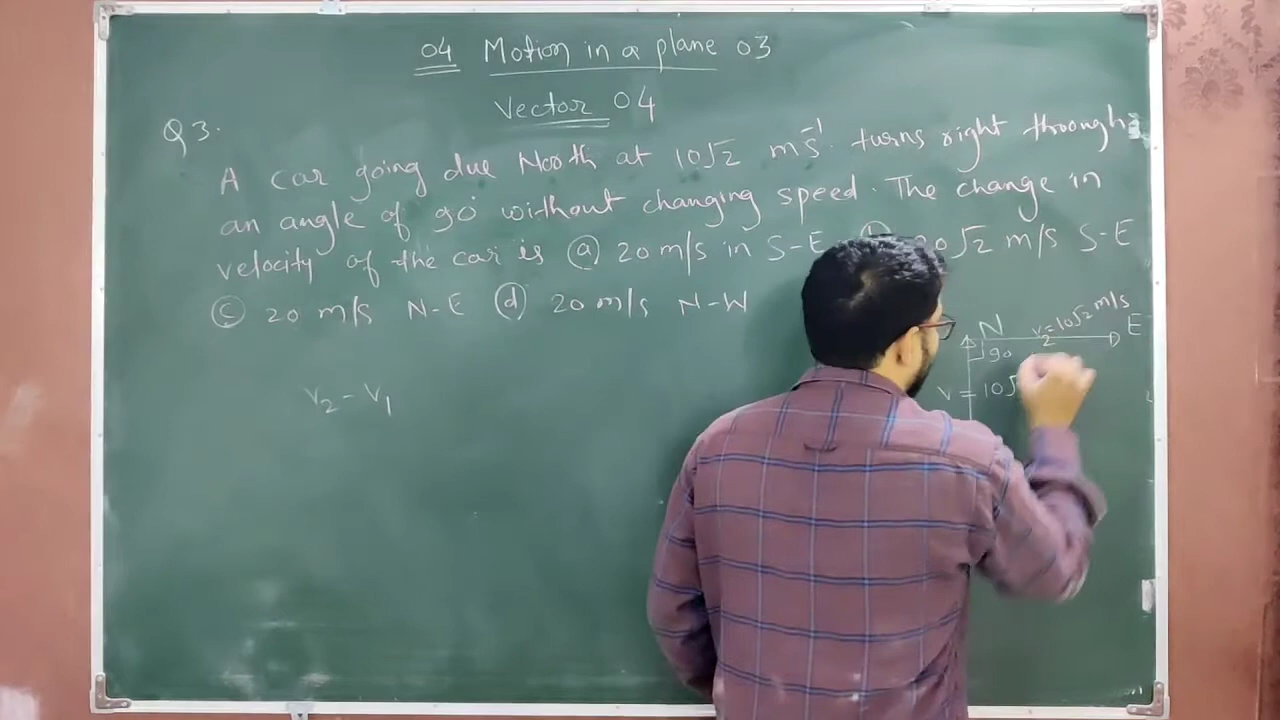 04 Motion in a plane 03
Vector 04
Q3.
A car going due North at 10√2 ms⁻¹. turns right through
an angle of 90° without changing speed. The change in
velocity of the car is (a) 20 m/s in S-E √2 m/s S-E
(c) 20 m/s N-E (d) 20 m/s N-W
N v₂=10√2 m/s E
90
v = 10√
v₂ - v₁